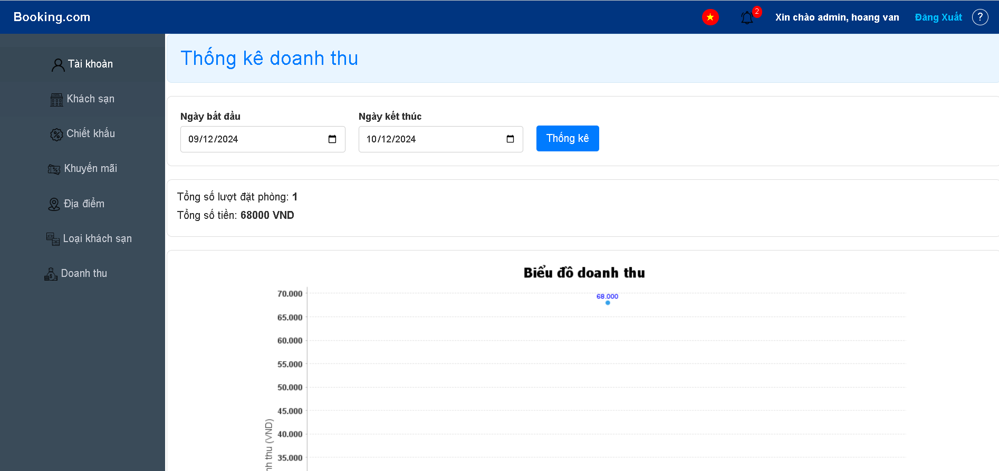 Booking.com
2
Xin chào admin, hoang van
Đăng Xuất
?
Tài khoản
Khách sạn
Chiết khấu
Khuyến mãi
Địa điểm
Loại khách sạn
Doanh thu
Thống kê doanh thu
Ngày bắt đầu
Ngày kết thúc
09/12/2024
10/12/2024
Thống kê
Tổng số lượt đặt phòng: 1
Tổng số tiền: 68000 VND
Biểu đồ doanh thu
68.000
70.000
65.000
60.000
55.000
50.000
45.000
40.000
35.000
nh thu (VND)